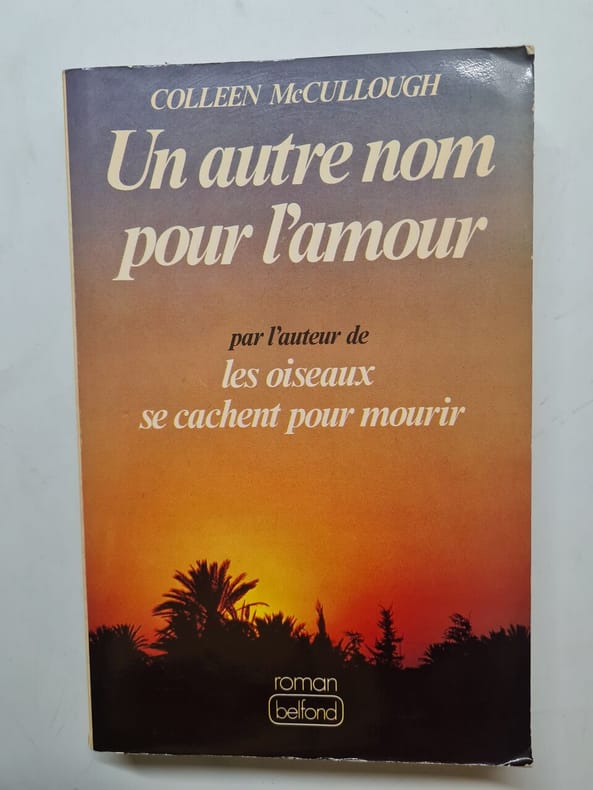 COLLEEN McCULLOUGH
Un autre nom
pour l'amour
par l'auteur de
les oiseaux
se cachent pour mourir
roman
belfond